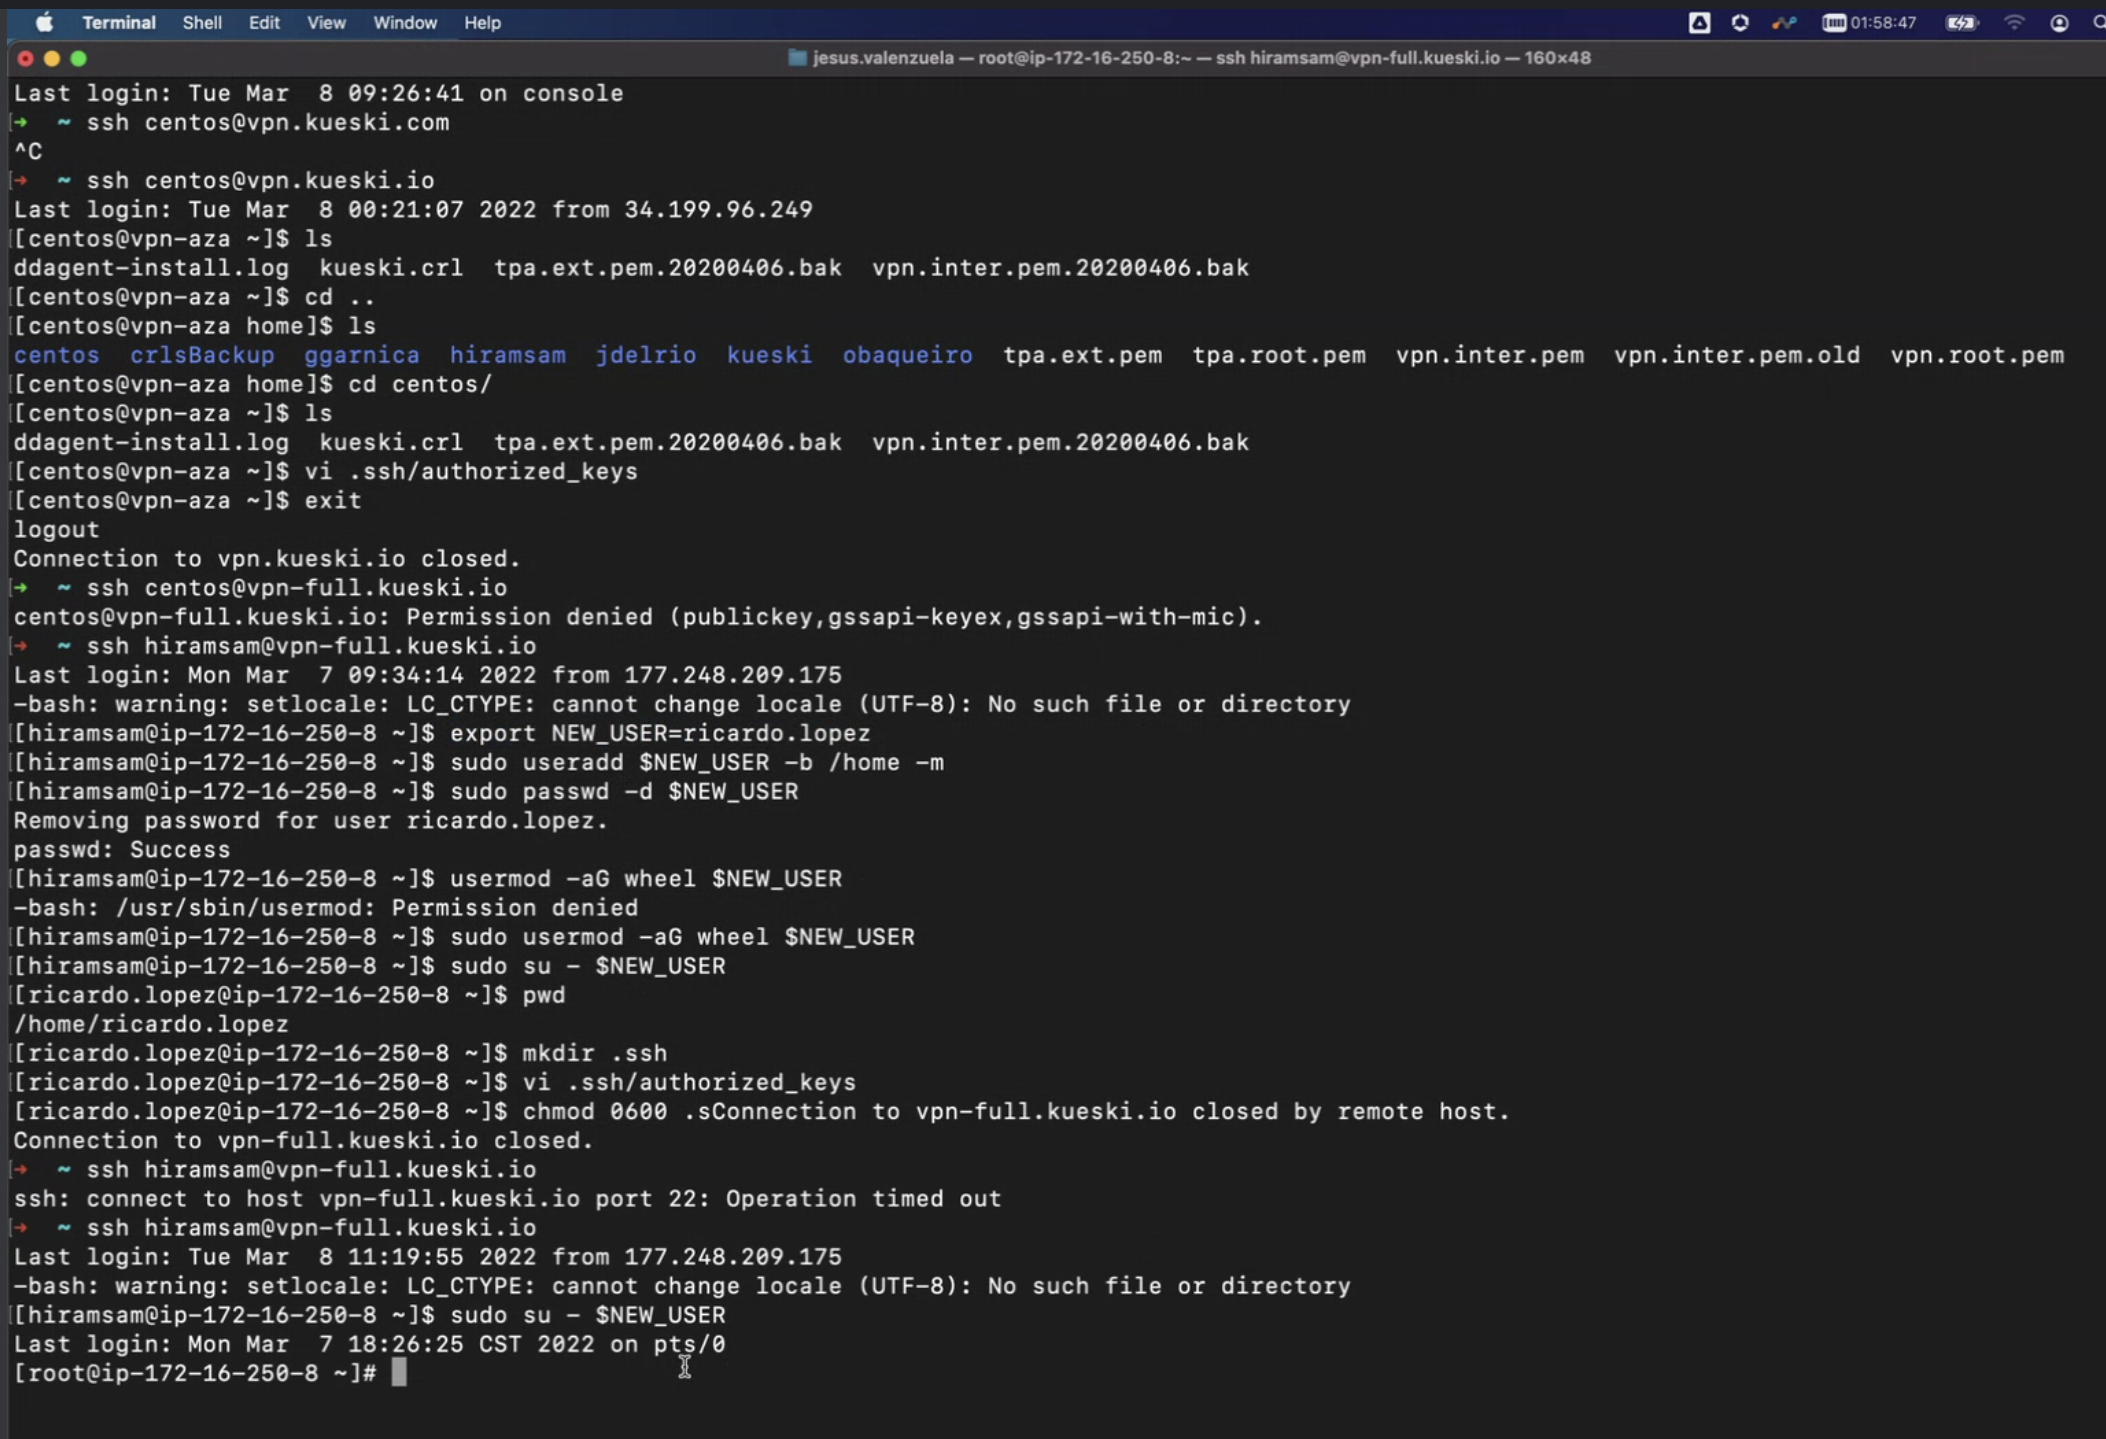 Terminal Shell Edit View Window Help 01:58:47
jesus.valenzuela — root@ip-172-16-250-8:~ — ssh hiramsam@vpn-full.kueski.io — 160×48
Last login: Tue Mar  8 09:26:41 on console
➜  ~ ssh centos@vpn.kueski.com
^C
➜  ~ ssh centos@vpn.kueski.io
Last login: Tue Mar  8 00:21:07 2022 from 34.199.96.249
[[centos@vpn-aza ~]$ ls
ddagent-install.log  kueski.crl  tpa.ext.pem.20200406.bak  vpn.inter.pem.20200406.bak
[[centos@vpn-aza ~]$ cd ..
[[centos@vpn-aza home]$ ls
centos  crlsBackup  ggarnica  hiramsam  jdelrio  kueski  obaqueiro  tpa.ext.pem  tpa.root.pem  vpn.inter.pem  vpn.inter.pem.old  vpn.root.pem
[[centos@vpn-aza home]$ cd centos/
[[centos@vpn-aza ~]$ ls
ddagent-install.log  kueski.crl  tpa.ext.pem.20200406.bak  vpn.inter.pem.20200406.bak
[[centos@vpn-aza ~]$ vi .ssh/authorized_keys
[[centos@vpn-aza ~]$ exit
logout
Connection to vpn.kueski.io closed.
[➜  ~ ssh centos@vpn-full.kueski.io
centos@vpn-full.kueski.io: Permission denied (publickey,gssapi-keyex,gssapi-with-mic).
[➜  ~ ssh hiramsam@vpn-full.kueski.io
Last login: Mon Mar  7 09:34:14 2022 from 177.248.209.175
-bash: warning: setlocale: LC_CTYPE: cannot change locale (UTF-8): No such file or directory
[[hiramsam@ip-172-16-250-8 ~]$ export NEW_USER=ricardo.lopez
[[hiramsam@ip-172-16-250-8 ~]$ sudo useradd $NEW_USER -b /home -m
[[hiramsam@ip-172-16-250-8 ~]$ sudo passwd -d $NEW_USER
Removing password for user ricardo.lopez.
passwd: Success
[[hiramsam@ip-172-16-250-8 ~]$ usermod -aG wheel $NEW_USER
-bash: /usr/sbin/usermod: Permission denied
[[hiramsam@ip-172-16-250-8 ~]$ sudo usermod -aG wheel $NEW_USER
[[hiramsam@ip-172-16-250-8 ~]$ sudo su - $NEW_USER
[[ricardo.lopez@ip-172-16-250-8 ~]$ pwd
/home/ricardo.lopez
[[ricardo.lopez@ip-172-16-250-8 ~]$ mkdir .ssh
[[ricardo.lopez@ip-172-16-250-8 ~]$ vi .ssh/authorized_keys
[ricardo.lopez@ip-172-16-250-8 ~]$ chmod 0600 .sConnection to vpn-full.kueski.io closed by remote host.
Connection to vpn-full.kueski.io closed.
[➜  ~ ssh hiramsam@vpn-full.kueski.io
ssh: connect to host vpn-full.kueski.io port 22: Operation timed out
[➜  ~ ssh hiramsam@vpn-full.kueski.io
Last login: Tue Mar  8 11:19:55 2022 from 177.248.209.175
-bash: warning: setlocale: LC_CTYPE: cannot change locale (UTF-8): No such file or directory
[[hiramsam@ip-172-16-250-8 ~]$ sudo su - $NEW_USER
Last login: Mon Mar  7 18:26:25 CST 2022 on pts/0
[root@ip-172-16-250-8 ~]#